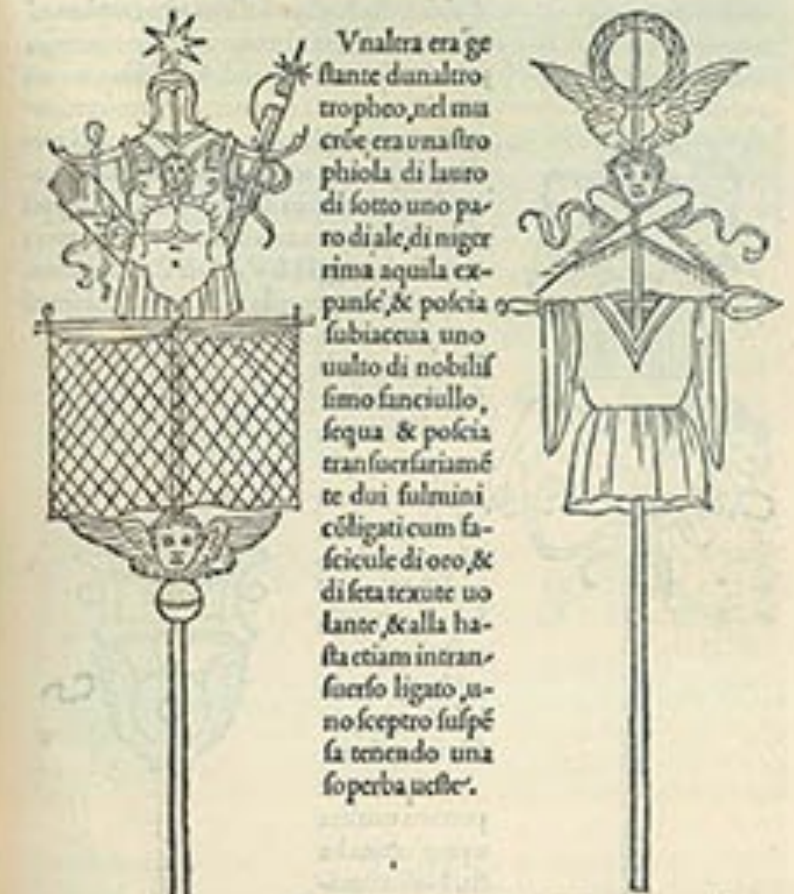 Vnaltra era ge
ſtante dunaltro
tropheo, nel mu
crõe era una ſtro
phiola di lauro
di ſotto uno pa-
ro di ale, di niger
rima aquila ex-
panſe, & poſcia
ſubiaceua uno
uulto di nobiliſ
ſimo fanciullo,
ſequa & poſcia
tranſuerſariamẽ
te dui fulmini
cõligati cum fa-
ſcicule di oro, &
di ſeta texute uo
lante, & alla ha-
ſta etiam intran-
ſuerſo ligato, u-
no ſceptro ſuſpẽ
ſa tenendo una
ſoperba ueſte.